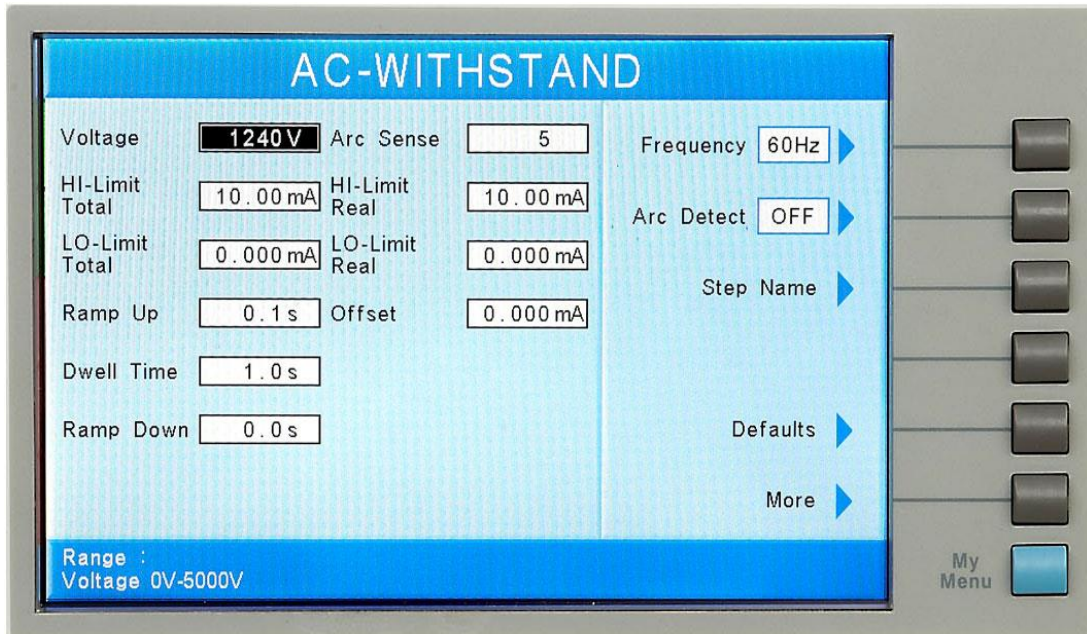 AC-WITHSTAND
Voltage 1240V Arc Sense 5
HI-Limit Total 10.00mA HI-Limit Real 10.00mA
LO-Limit Total 0.000mA LO-Limit Real 0.000mA
Ramp Up 0.1s Offset 0.000mA
Dwell Time 1.0s
Ramp Down 0.0s
Frequency 60Hz
Arc Detect OFF
Step Name
Defaults
More
Range :
Voltage 0V-5000V
My
Menu